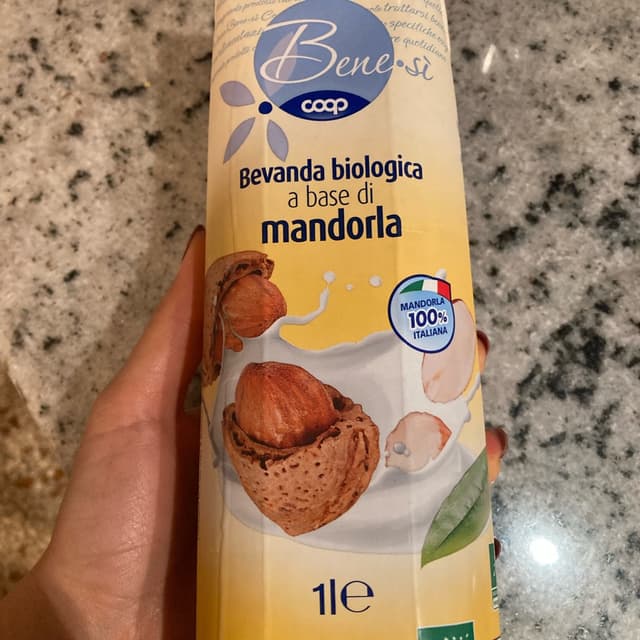 Bene.sì
coop
Bevanda biologica
a base di
mandorla
MANDORLA
100%
ITALIANA
1l e